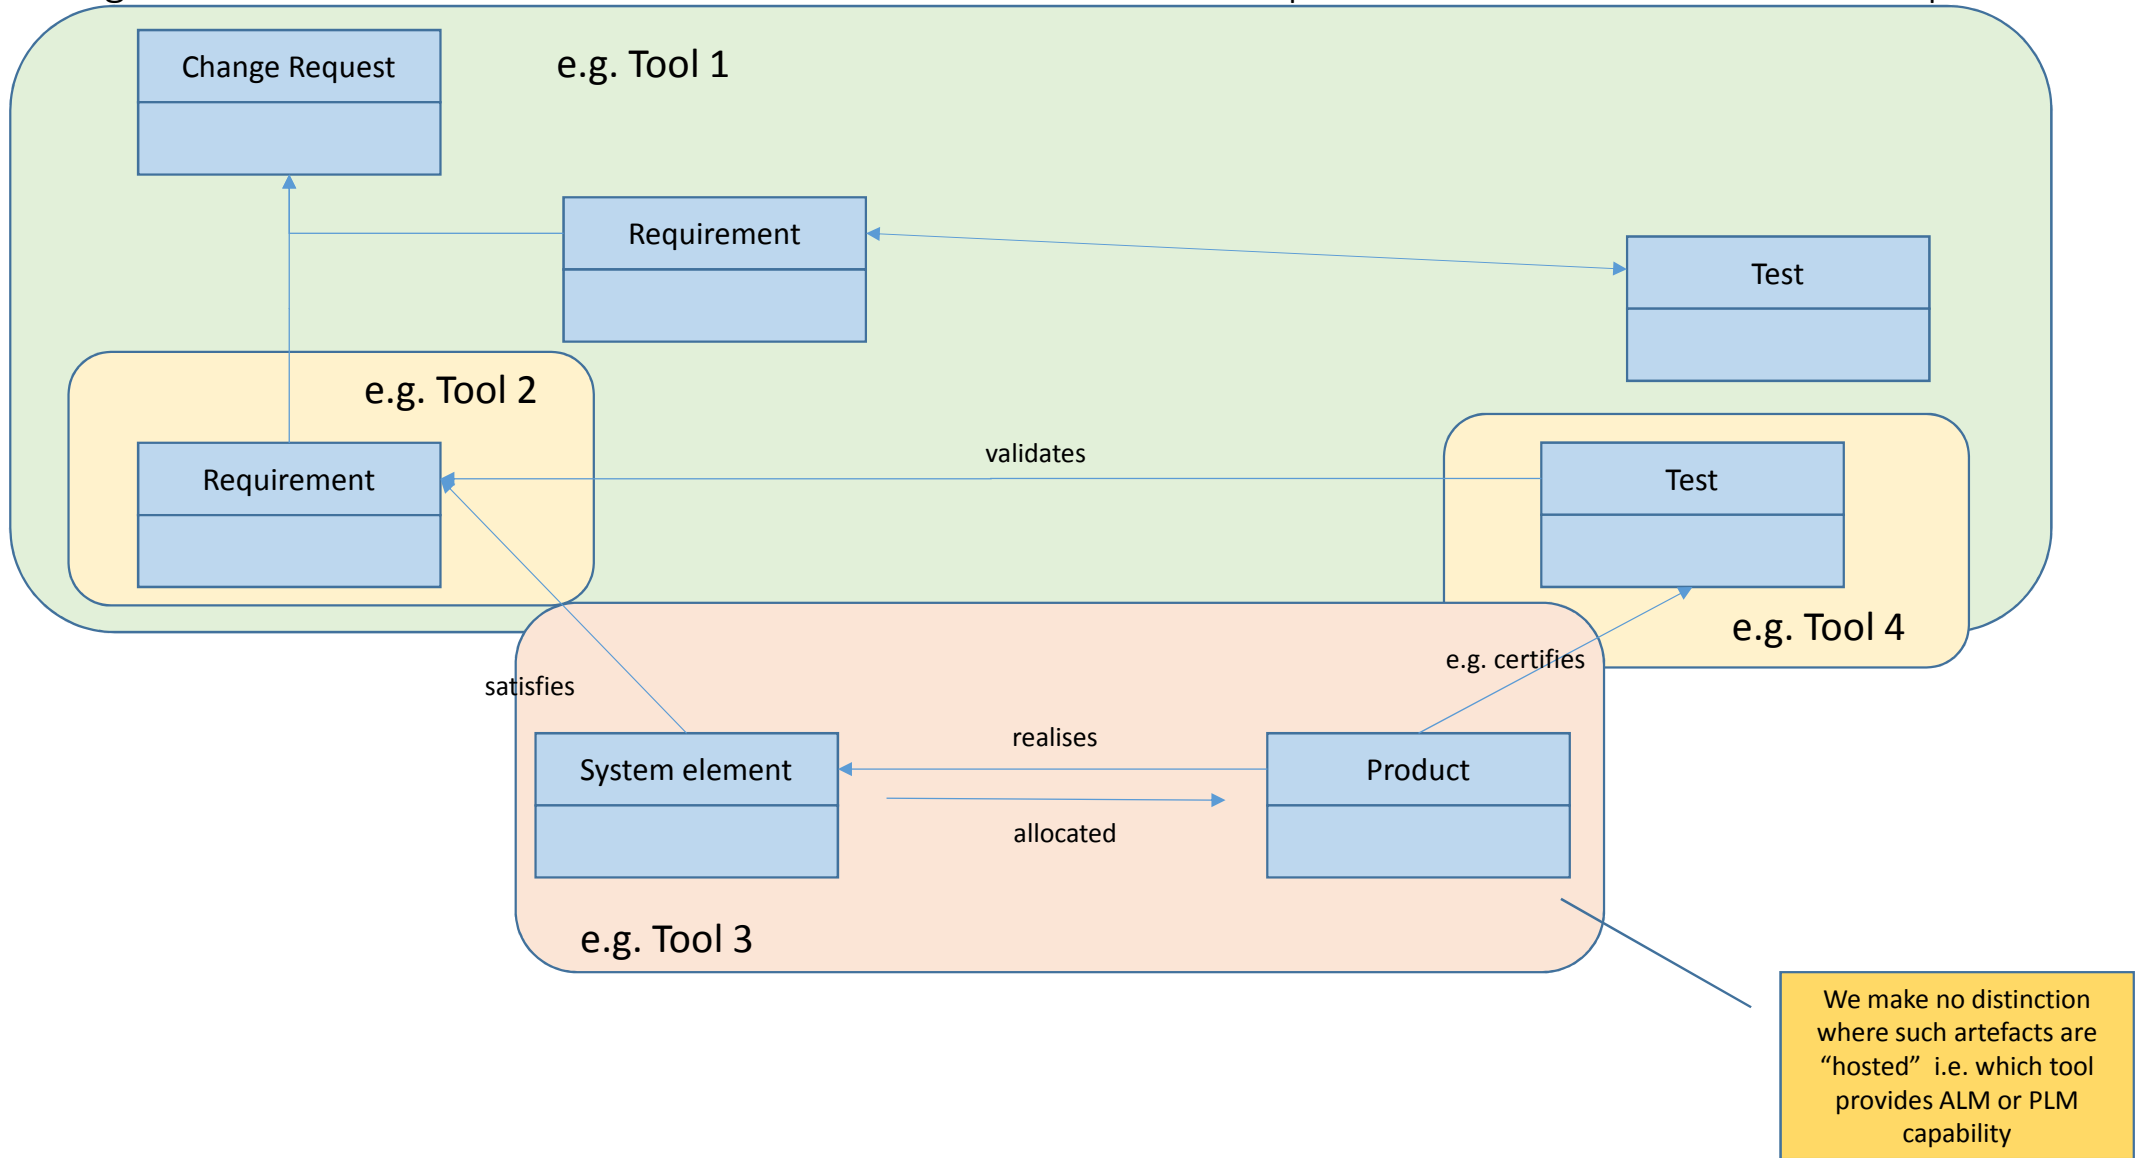 Change Request
e.g. Tool 1
Requirement
Test
e.g. Tool 2
Requirement
validates
Test
e.g. Tool 4
e.g. certifies
satisfies
realises
System element
Product
allocated
e.g. Tool 3
We make no distinction
where such artefacts are
“hosted”  i.e. which tool
provides ALM or PLM
capability